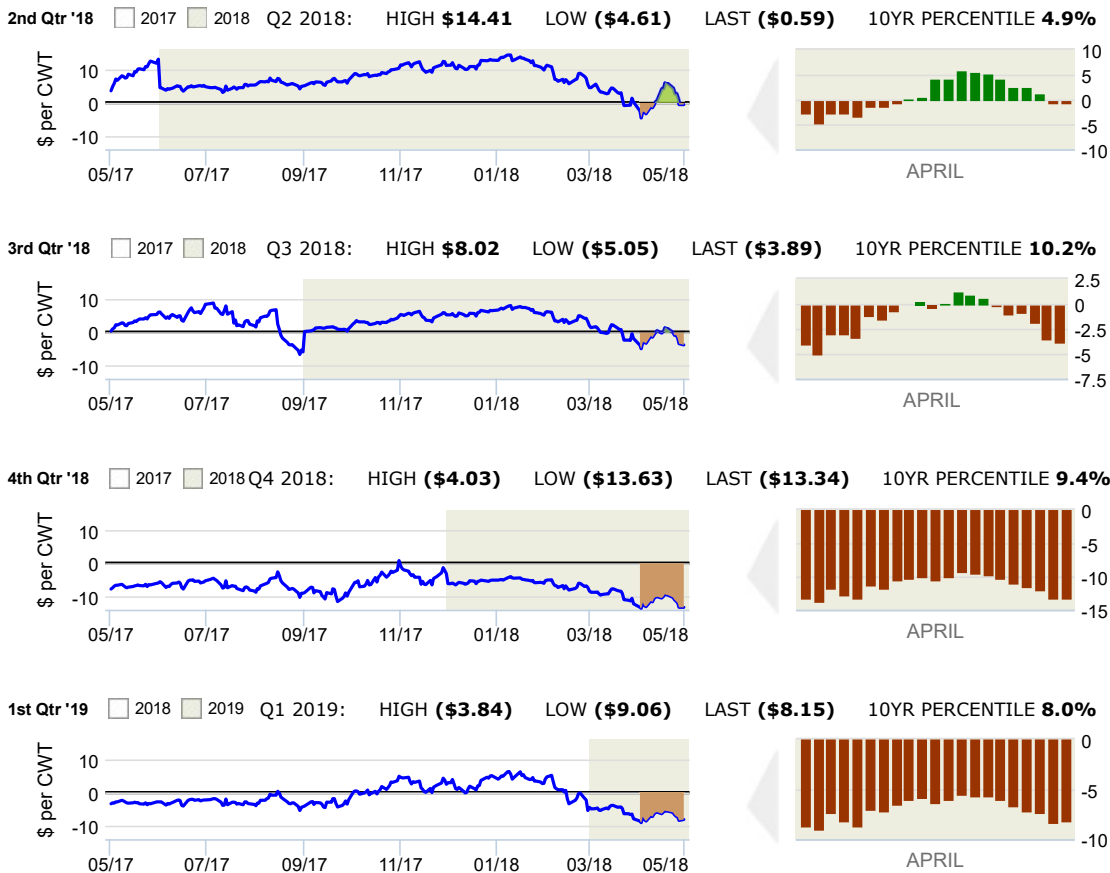 2nd Qtr '18 2017 2018 Q2 2018: HIGH $14.41 LOW ($4.61) LAST ($0.59) 10YR PERCENTILE 4.9%
$ per CWT
10
0
-10
05/17 07/17 09/17 11/17 01/18 03/18 05/18
10
5
0
-5
-10
APRIL
3rd Qtr '18 2017 2018 Q3 2018: HIGH $8.02 LOW ($5.05) LAST ($3.89) 10YR PERCENTILE 10.2%
$ per CWT
10
0
-10
05/17 07/17 09/17 11/17 01/18 03/18 05/18
2.5
0
-2.5
-5
-7.5
APRIL
4th Qtr '18 2017 2018 Q4 2018: HIGH ($4.03) LOW ($13.63) LAST ($13.34) 10YR PERCENTILE 9.4%
$ per CWT
10
0
-10
05/17 07/17 09/17 11/17 01/18 03/18 05/18
0
-5
-10
-15
APRIL
1st Qtr '19 2018 2019 Q1 2019: HIGH ($3.84) LOW ($9.06) LAST ($8.15) 10YR PERCENTILE 8.0%
$ per CWT
10
0
-10
05/17 07/17 09/17 11/17 01/18 03/18 05/18
0
-5
-10
APRIL